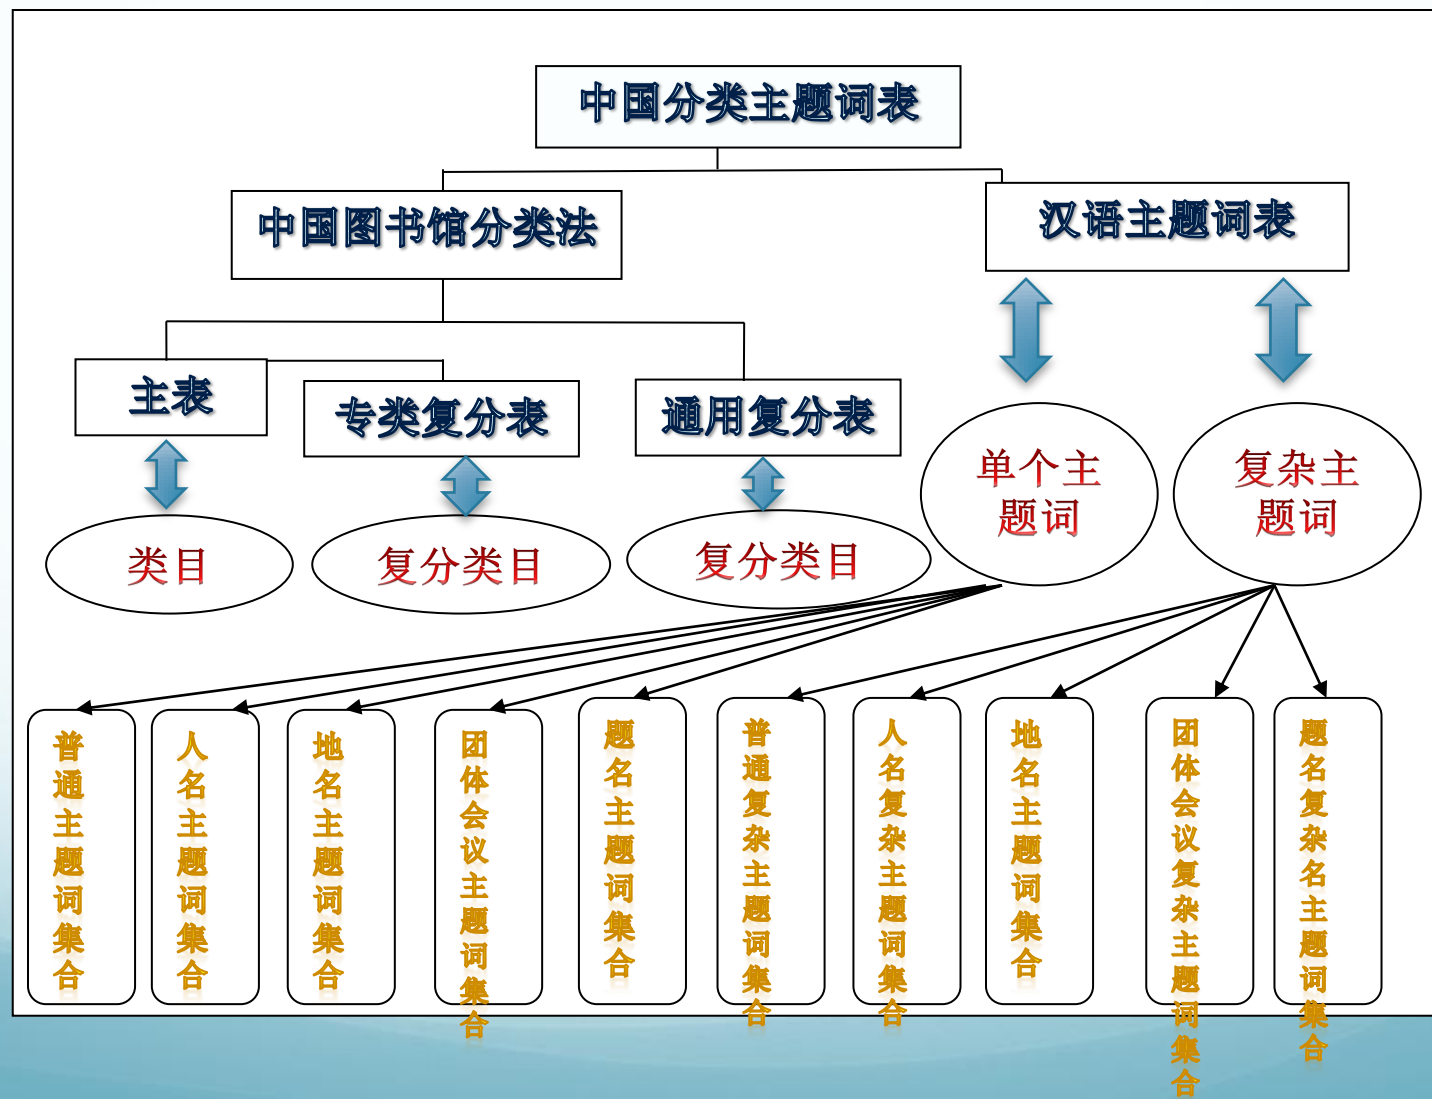 中国分类主题词表
中国图书馆分类法
汉语主题词表
主表
专类复分表
通用复分表
单个主
题词
复杂主
题词
类目
复分类目
复分类目
普通主题词集合
人名主题词集合
地名主题词集合
团体会议主题词集合
题名主题词集合
普通复杂主题词集合
人名复杂主题词集合
地名主题词集合
团体会议复杂主题词集合
题名复杂名主题词集合